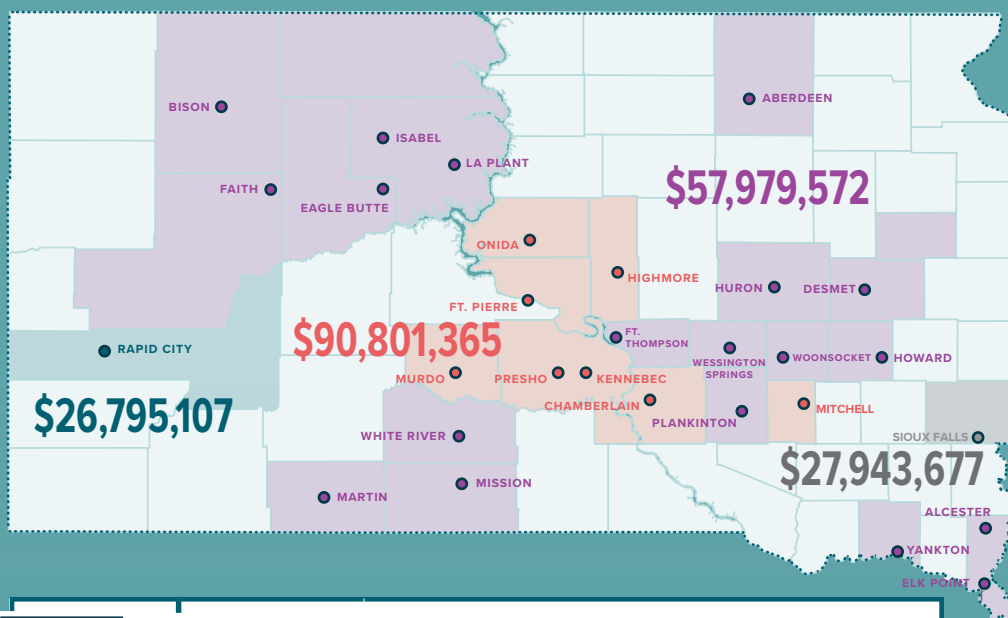 ABERDEEN
BISON
ISABEL
LA PLANT
FAITH
EAGLE BUTTE
$57,979,572
ONIDA
HIGHMORE
HURON
DESMET
FT. PIERRE
$90,801,365
FT.
THOMPSON
RAPID CITY
WESSINGTON
SPRINGS
WOONSOCKET
HOWARD
MURDO
PRESHO
KENNEBEC
CHAMBERLAIN
MITCHELL
$26,795,107
PLANKINTON
WHITE RIVER
SIOUX FALLS
$27,943,677
MISSION
MARTIN
ALCESTER
YANKTON
ELK POINT